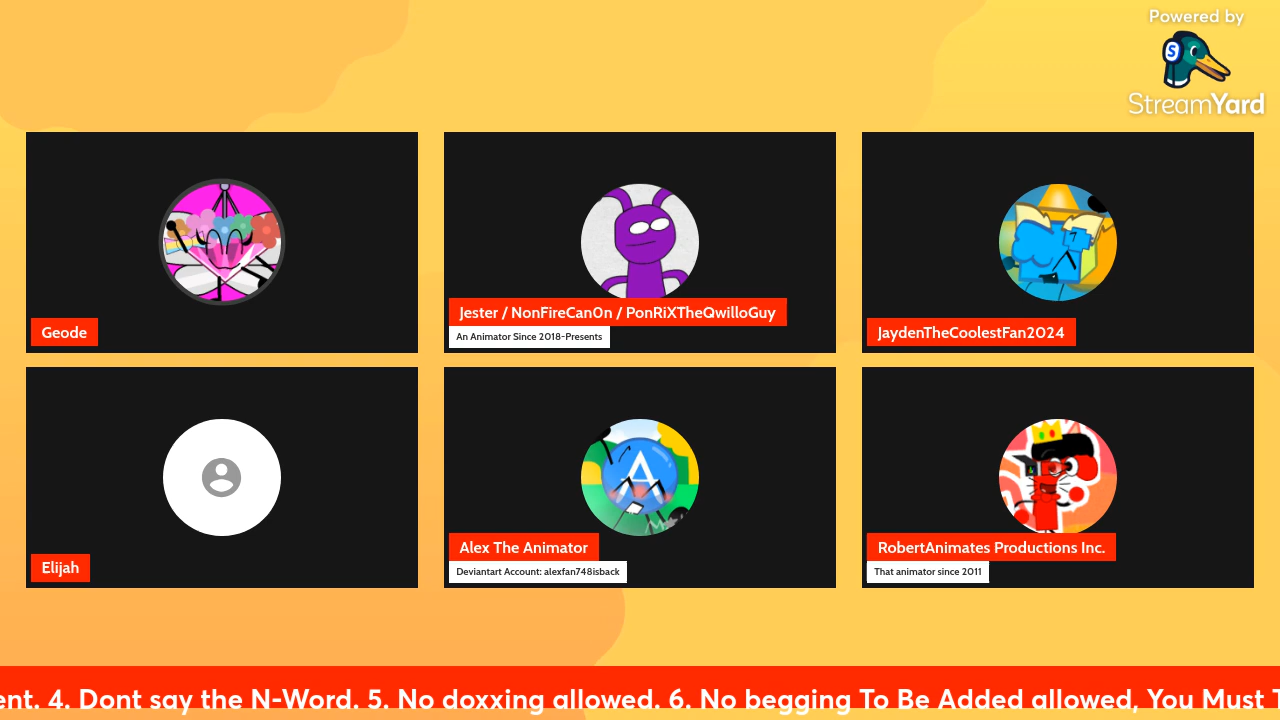 Powered by
S
StreamYard
Geode
Jester / NonFireCan0n / PonRiXTheQwilloGuy
An Animator Since 2018-Presents
JaydenTheCoolestFan2024
Elijah
A
Alex The Animator
Deviantart Account: alexfan748isback
RobertAnimates Productions Inc.
That animator since 2011
ent. 4. Dont say the N-Word. 5. No doxxing allowed. 6. No begging To Be Added allowed, You Must T